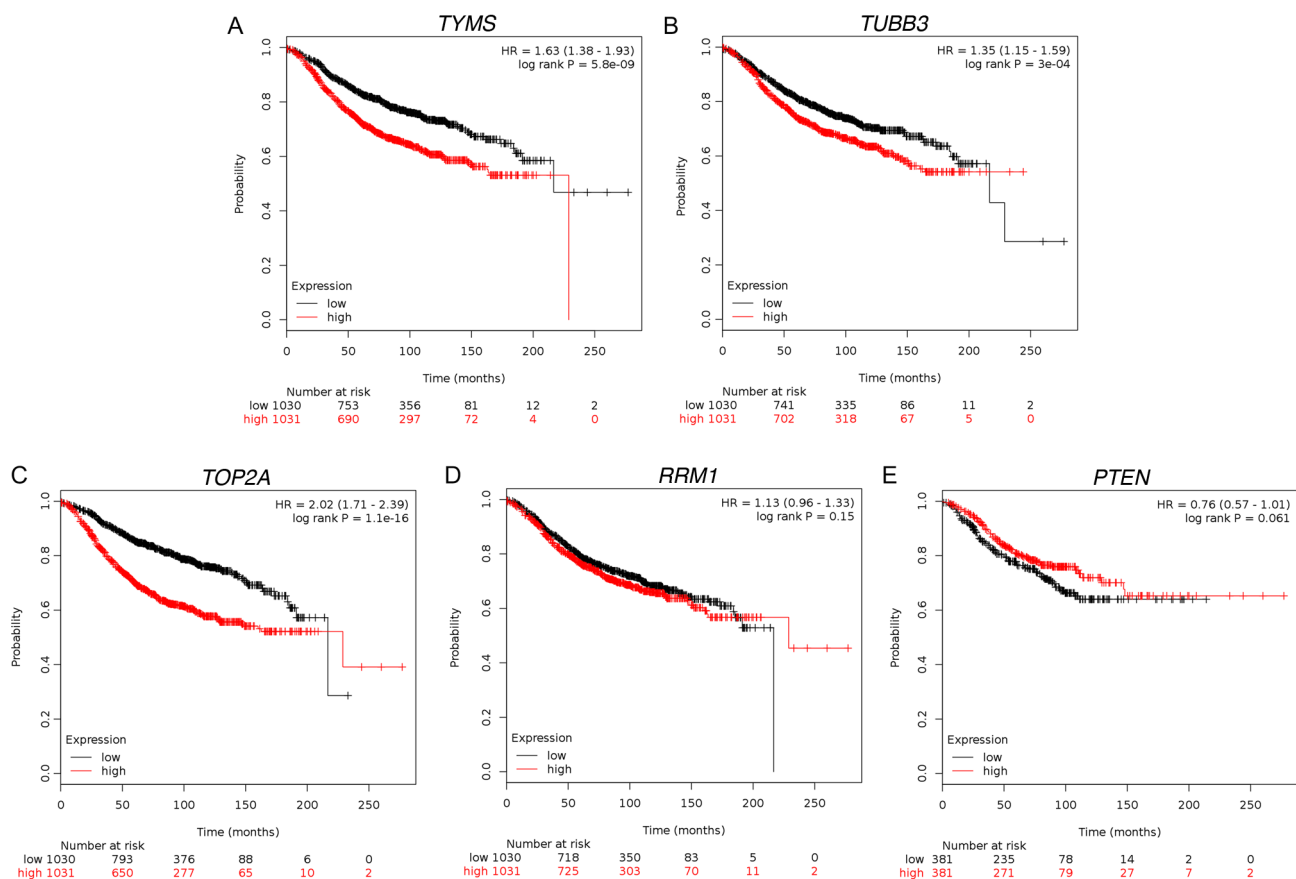 A TYMS
HR = 1.63 (1.38 - 1.93)
log rank P = 5.8e-09
Probability
1.0
0.8
0.6
0.4
0.2
0.0
Expression
low
high
0 50 100 150 200 250
Time (months)
Number at risk
low 1030 753 356 81 12 2
high 1031 690 297 72 4 0
B TUBB3
HR = 1.35 (1.15 - 1.59)
log rank P = 3e-04
Probability
1.0
0.8
0.6
0.4
0.2
0.0
Expression
low
high
0 50 100 150 200 250
Time (months)
Number at risk
low 1030 741 335 86 11 2
high 1031 702 318 67 5 0
C TOP2A
HR = 2.02 (1.71 - 2.39)
log rank P = 1.1e-16
Probability
1.0
0.8
0.6
0.4
0.2
0.0
Expression
low
high
0 50 100 150 200 250
Time (months)
Number at risk
low 1030 793 376 88 6 0
high 1031 650 277 65 10 2
D RRM1
HR = 1.13 (0.96 - 1.33)
log rank P = 0.15
Probability
1.0
0.8
0.6
0.4
0.2
0.0
Expression
low
high
0 50 100 150 200 250
Time (months)
Number at risk
low 1030 718 350 83 5 0
high 1031 725 303 70 11 2
E PTEN
HR = 0.76 (0.57 - 1.01)
log rank P = 0.061
Probability
1.0
0.8
0.6
0.4
0.2
0.0
Expression
low
high
0 50 100 150 200 250
Time (months)
Number at risk
low 381 235 78 14 2 0
high 381 271 79 27 7 2